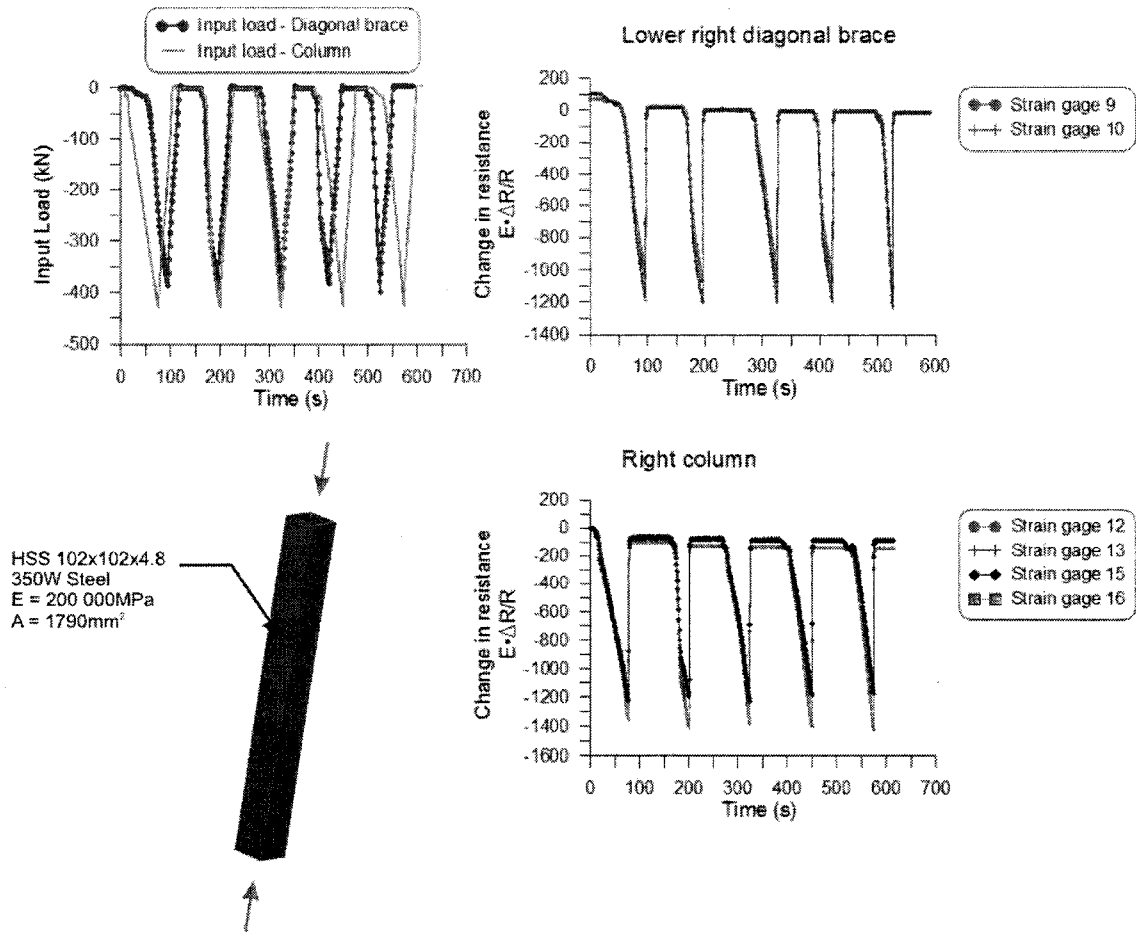 Input load - Diagonal brace
Input load - Column
0
-100
-200
-300
-400
-500
Input Load (kN)
0 100 200 300 400 500 600 700
Time (s)
Lower right diagonal brace
200
0
-200
-400
-600
-800
-1000
-1200
-1400
Change in resistance
E•ΔR/R
0 100 200 300 400 500 600
Time (s)
Strain gage 9
Strain gage 10
HSS 102x102x4.8
350W Steel
E = 200 000MPa
A = 1790mm²
Right column
200
0
-200
-400
-600
-800
-1000
-1200
-1400
-1600
Change in resistance
E•ΔR/R
0 100 200 300 400 500 600 700
Time (s)
Strain gage 12
Strain gage 13
Strain gage 15
Strain gage 16